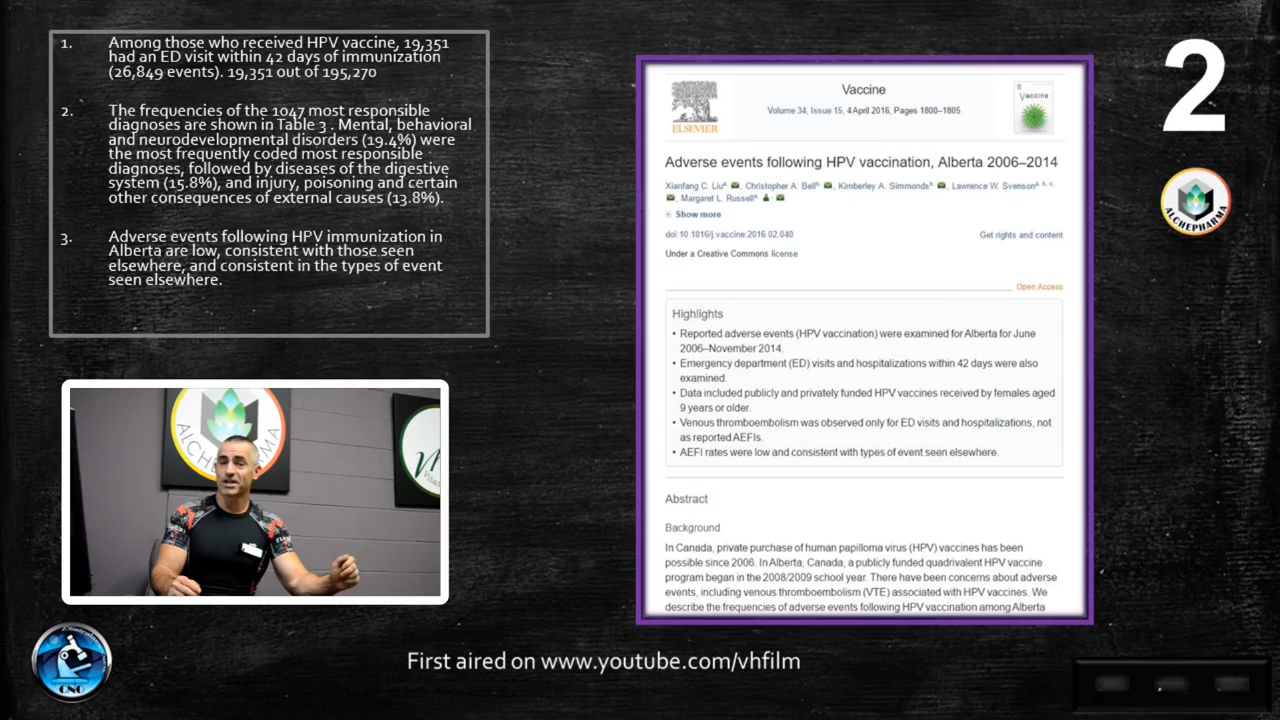 1. Among those who received HPV vaccine, 19,351
had an ED visit within 42 days of immunization
(26,849 events). 19,351 out of 195,270
2. The frequencies of the 1047 most responsible
diagnoses are shown in Table 3 . Mental, behavioral
and neurodevelopmental disorders (19.4%) were
the most frequently coded most responsible
diagnoses, followed by diseases of the digestive
system (15.8%), and injury, poisoning and certain
other consequences of external causes (13.8%).
3. Adverse events following HPV immunization in
Alberta are low, consistent with those seen
elsewhere, and consistent in the types of event
seen elsewhere.
ALCHEPHARMA
CNO
Vaccine
Volume 34, Issue 15, 4 April 2016, Pages 1800–1805
ELSEVIER
Vaccine
Adverse events following HPV vaccination, Alberta 2006–2014
Xianfang C. Liu a, Christopher A. Bell b, Kimberley A. Simmonds b, Lawrence W. Svenson a, b, c,
Margaret L. Russell a,
Show more
doi:10.1016/j.vaccine.2016.02.040
Get rights and content
Under a Creative Commons license
Open Access
Highlights
• Reported adverse events (HPV vaccination) were examined for Alberta for June
2006–November 2014.
• Emergency department (ED) visits and hospitalizations within 42 days were also
examined.
• Data included publicly and privately funded HPV vaccines received by females aged
9 years or older.
• Venous thromboembolism was observed only for ED visits and hospitalizations, not
as reported AEFIs.
• AEFI rates were low and consistent with types of event seen elsewhere.
Abstract
Background
In Canada, private purchase of human papilloma virus (HPV) vaccines has been
possible since 2006. In Alberta, Canada, a publicly funded quadrivalent HPV vaccine
program began in the 2008/2009 school year. There have been concerns about adverse
events, including venous thromboembolism (VTE) associated with HPV vaccines. We
describe the frequencies of adverse events following HPV vaccination among Alberta
2
ALCHEPHARMA
First aired on www.youtube.com/vhfilm